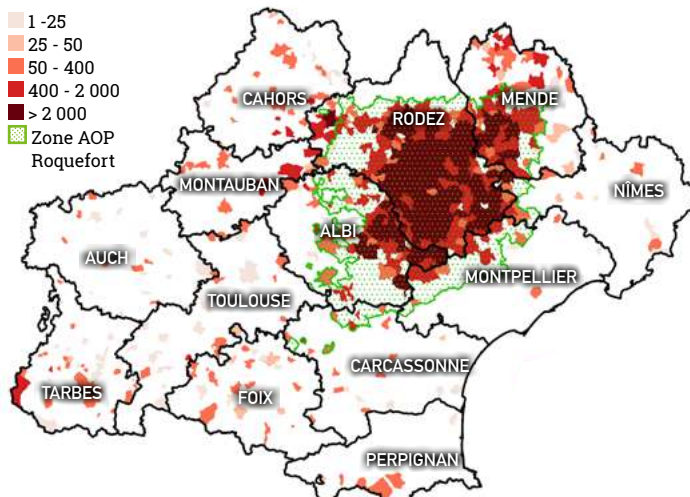 1 -25
25 - 50
50 - 400
400 - 2 000
> 2 000
Zone AOP
Roquefort
CAHORS
MENDE
RODEZ
MONTAUBAN
NÎMES
ALBI
AUCH
MONTPELLIER
TOULOUSE
CARCASSONNE
TARBES
FOIX
PERPIGNAN